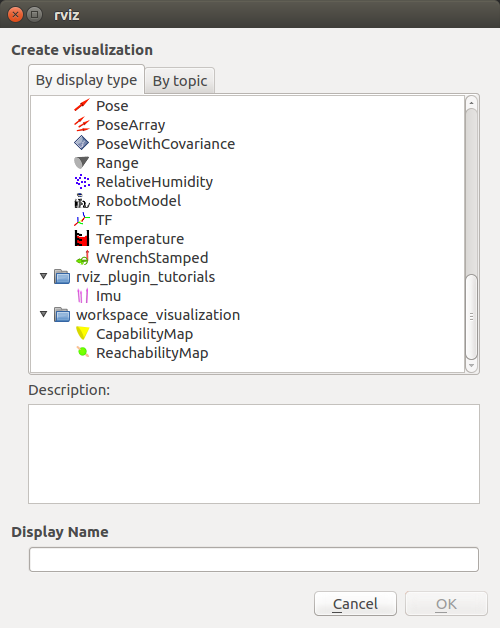 rviz
Create visualization
By display type By topic
Pose
PoseArray
PoseWithCovariance
Range
RelativeHumidity
RobotModel
TF
Temperature
WrenchStamped
rviz_plugin_tutorials
Imu
workspace_visualization
CapabilityMap
ReachabilityMap
Description:
Display Name
Cancel OK